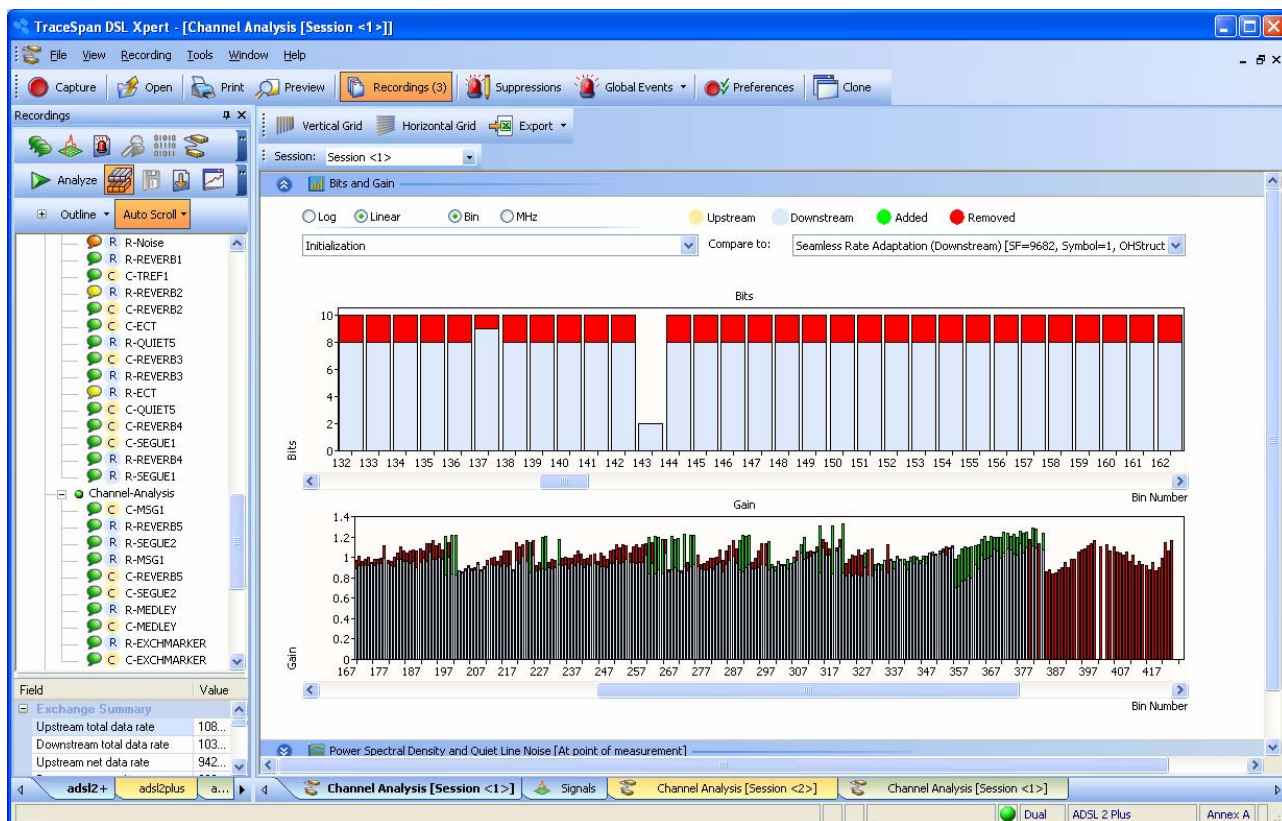 TraceSpan DSL Xpert - [Channel Analysis [Session <1>]]
File View Recording Tools Window Help
Capture Open Print Preview Recordings (3) Suppressions Global Events Preferences Clone
Recordings
Vertical Grid Horizontal Grid Export
Session: Session <1>
Analyze
Outline Auto Scroll
R R-Noise
R R-REVERB1
C C-TREF1
R R-REVERB2
C C-REVERB2
C C-ECT
R R-QUIET5
C C-REVERB3
R R-REVERB3
R R-ECT
C C-QUIET5
C C-REVERB4
C C-SEGUE1
R R-REVERB4
R R-SEGUE1
Channel-Analysis
C C-MSG1
R R-REVERB5
R R-SEGUE2
R R-MSG1
C C-REVERB5
C C-SEGUE2
R R-MEDLEY
C C-MEDLEY
R R-EXCHMARKER
C C-EXCHMARKER
Field Value
Exchange Summary
Upstream total data rate 108...
Downstream total data rate 103...
Upstream net data rate 942...
adsl2+ adsl2plus a...
Bits and Gain
Log Linear Bin MHz Upstream Downstream Added Removed
Initialization Compare to: Seamless Rate Adaptation (Downstream) [SF=9682, Symbol=1, OHStruct
Bits
10
8
6
4
2
0
Bits
132 133 134 135 136 137 138 139 140 141 142 143 144 145 146 147 148 149 150 151 152 153 154 155 156 157 158 159 160 161 162
Bin Number
Gain
1.4
1.2
1
0.8
0.6
0.4
0.2
0
Gain
167 177 187 197 207 217 227 237 247 257 267 277 287 297 307 317 327 337 347 357 367 377 387 397 407 417
Bin Number
Power Spectral Density and Quiet Line Noise [At point of measurement]
Channel Analysis [Session <1>] Signals Channel Analysis [Session <2>] Channel Analysis [Session <1>]
Dual ADSL 2 Plus Annex A